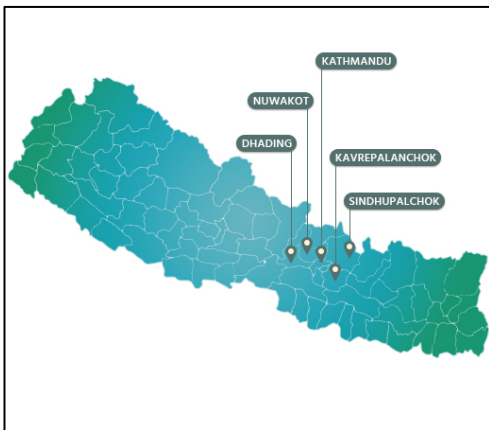 KATHMANDU
NUWAKOT
DHADING
KAVREPALANCHOK
SINDHUPALCHOK